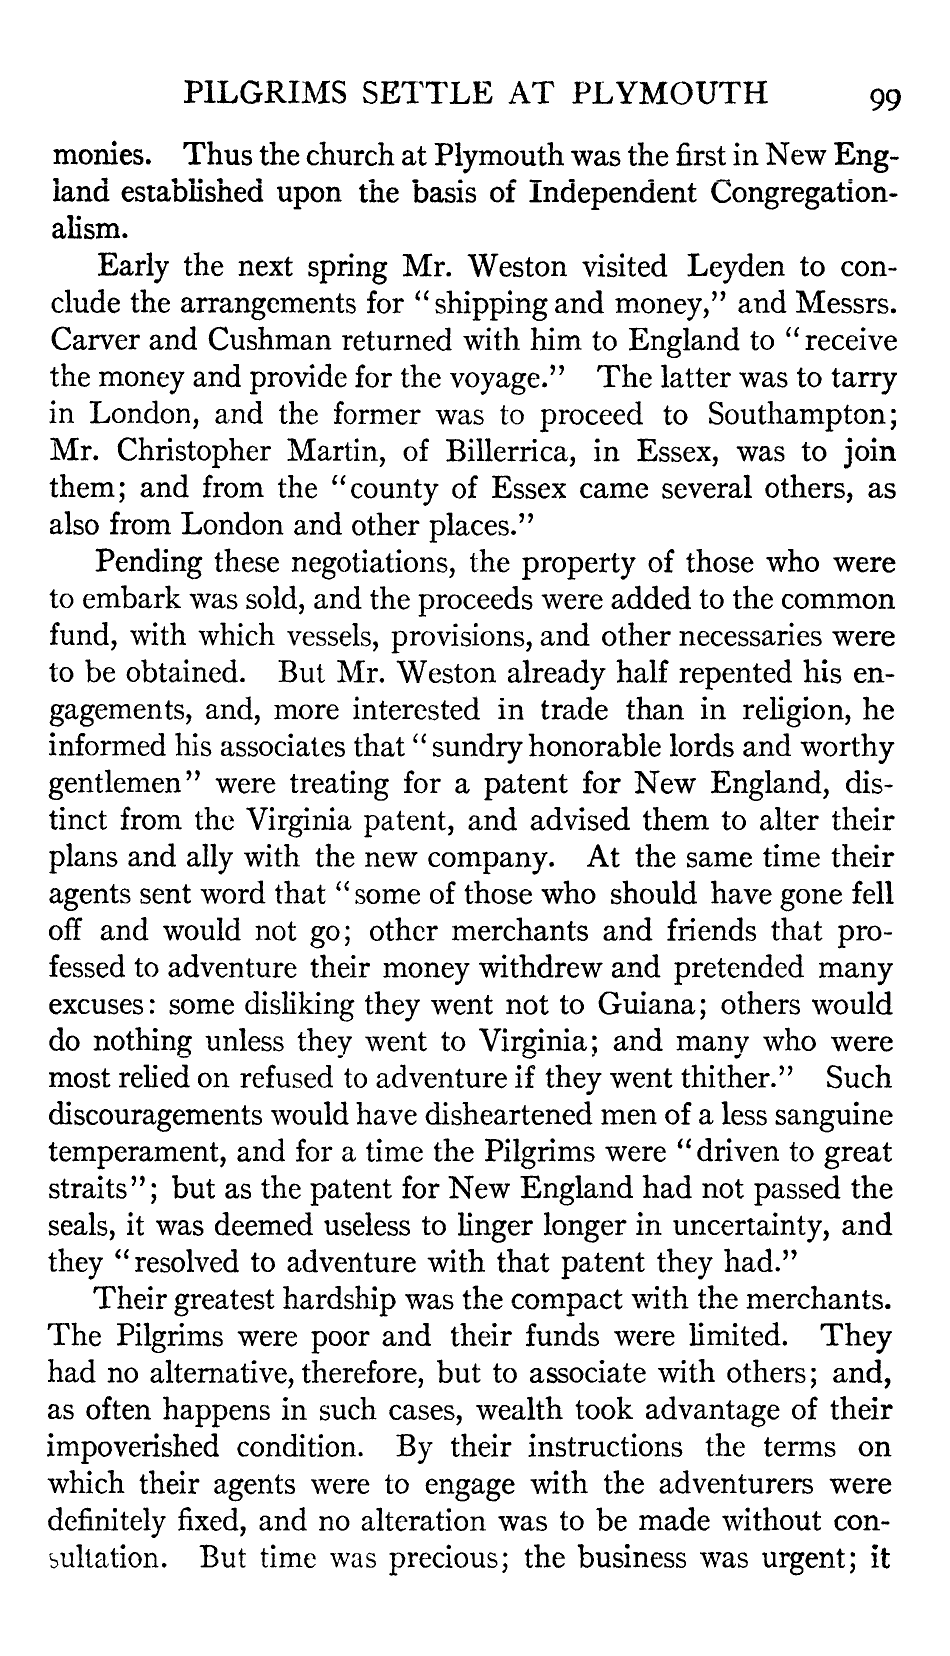 PILGRIMS SETTLE AT PLYMOUTH 99
monies. Thus the church at Plymouth was the first in New Eng-
land established upon the basis of Independent Congregation-
alism.
Early the next spring Mr. Weston visited Leyden to con-
clude the arrangements for "shipping and money," and Messrs.
Carver and Cushman returned with him to England to "receive
the money and provide for the voyage." The latter was to tarry
in London, and the former was to proceed to Southampton;
Mr. Christopher Martin, of Billerrica, in Essex, was to join
them; and from the "county of Essex came several others, as
also from London and other places."
Pending these negotiations, the property of those who were
to embark was sold, and the proceeds were added to the common
fund, with which vessels, provisions, and other necessaries were
to be obtained. But Mr. Weston already half repented his en-
gagements, and, more interested in trade than in religion, he
informed his associates that "sundry honorable lords and worthy
gentlemen" were treating for a patent for New England, dis-
tinct from the Virginia patent, and advised them to alter their
plans and ally with the new company. At the same time their
agents sent word that "some of those who should have gone fell
off and would not go; other merchants and friends that pro-
fessed to adventure their money withdrew and pretended many
excuses: some disliking they went not to Guiana; others would
do nothing unless they went to Virginia; and many who were
most relied on refused to adventure if they went thither." Such
discouragements would have disheartened men of a less sanguine
temperament, and for a time the Pilgrims were "driven to great
straits"; but as the patent for New England had not passed the
seals, it was deemed useless to linger longer in uncertainty, and
they "resolved to adventure with that patent they had."
Their greatest hardship was the compact with the merchants.
The Pilgrims were poor and their funds were limited. They
had no alternative, therefore, but to associate with others; and,
as often happens in such cases, wealth took advantage of their
impoverished condition. By their instructions the terms on
which their agents were to engage with the adventurers were
definitely fixed, and no alteration was to be made without con-
sultation. But time was precious; the business was urgent; it